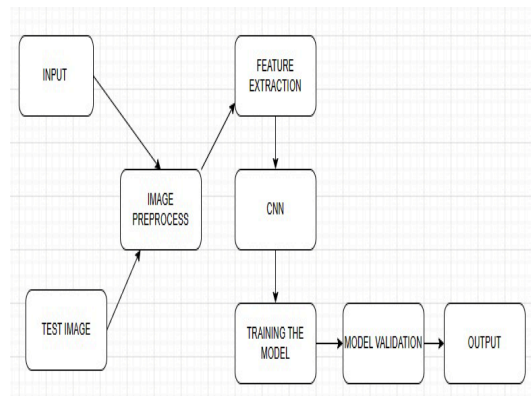 INPUT
FEATURE
EXTRACTION
IMAGE
PREPROCESS
CNN
TEST IMAGE
TRAINING THE
MODEL
MODEL VALIDATION
OUTPUT